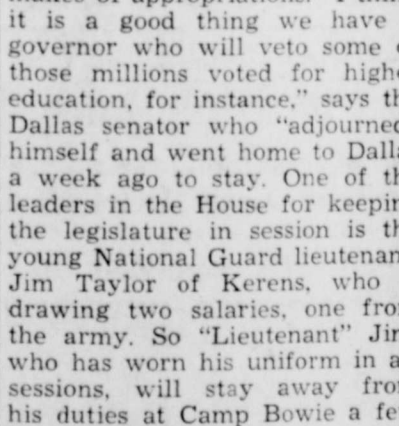 it is a good thing we have
governor who will veto some
those millions voted for high
education, for instance," says th
Dallas senator who "adjourned
himself and went home to Dalla
a week ago to stay. One of th
leaders in the House for keepin
the legislature in session is th
young National Guard lieutenan
Jim Taylor of Kerens, who
drawing two salaries, one fro
the army. So "Lieutenant" Jim
who has worn his uniform in a
sessions, will stay away fro
his duties at Camp Bowie a fe